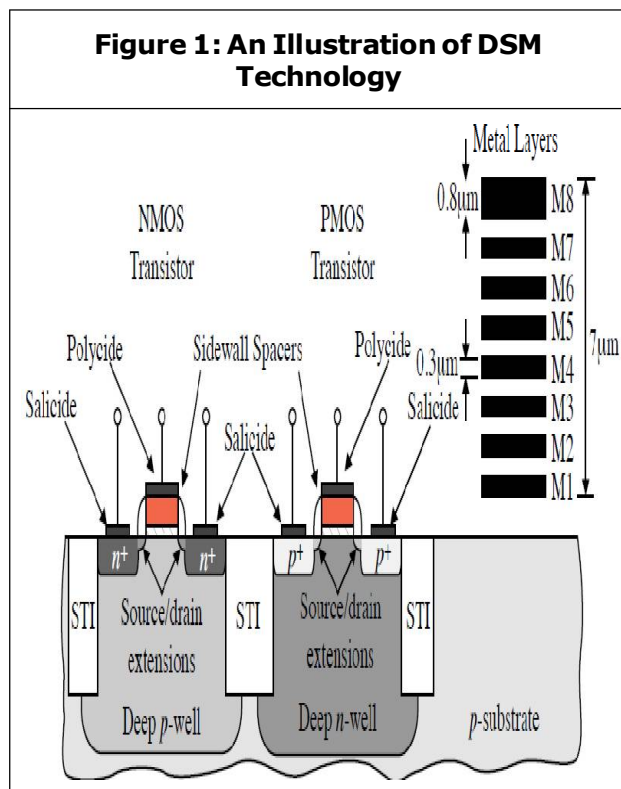 Figure 1: An Illustration of DSM
Technology
Metal Layers
0.8μm
M8
NMOS
Transistor
PMOS
Transistor
M7
M6
M5
7μm
Polycide
Sidewall Spacers
Polycide
0.3μm
M4
Salicide
Salicide
Salicide
M3
M2
M1
n+
n+
p+
p+
STI
Source/drain
extensions
STI
Source/drain
extensions
STI
Deep p-well
Deep n-well
p-substrate